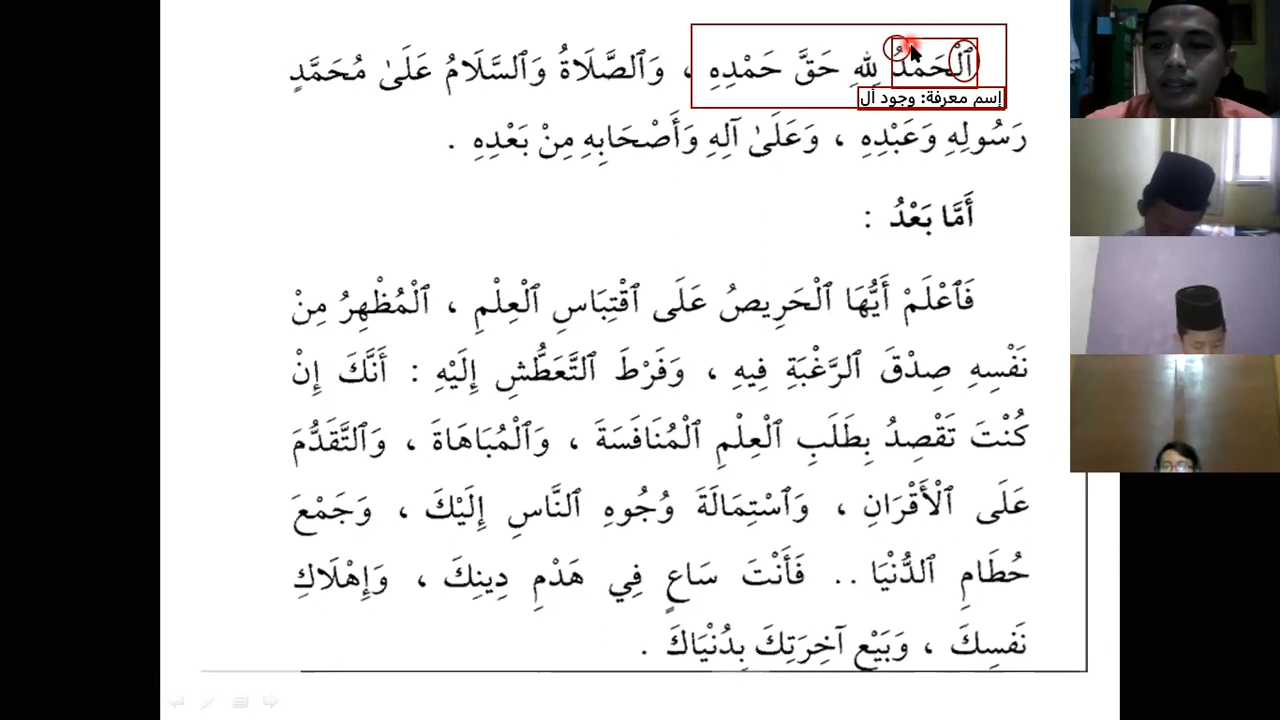 ٱلْحَمْدُ لِلّٰهِ حَقَّ حَمْدِهِ ، وَٱلصَّلَاةُ وَٱلسَّلَامُ عَلَىٰ مُحَمَّدٍ
إسم معرفة: وجود أل
رَسُولِهِ وَعَبْدِهِ ، وَعَلَىٰ آلِهِ وَأَصْحَابِهِ مِنْ بَعْدِهِ .
أَمَّا بَعْدُ :
فَٱعْلَمْ أَيُّهَا ٱلْحَرِيصُ عَلَى ٱقْتِبَاسِ ٱلْعِلْمِ ، ٱلْمُظْهِرُ مِنْ
نَفْسِهِ صِدْقَ ٱلرَّغْبَةِ فِيهِ ، وَفَرْطَ ٱلتَّعَطُّشِ إِلَيْهِ : أَنَّكَ إِنْ
كُنْتَ تَقْصِدُ بِطَلَبِ ٱلْعِلْمِ ٱلْمُنَافَسَةَ ، وَٱلْمُبَاهَاةَ ، وَٱلتَّقَدُّمَ
عَلَى ٱلْأَقْرَانِ ، وَٱسْتِمَالَةَ وُجُوهِ ٱلنَّاسِ إِلَيْكَ ، وَجَمْعَ
حُطَامِ ٱلدُّنْيَا .. فَأَنْتَ سَاعٍ فِي هَدْمِ دِينِكَ ، وَإِهْلَاكِ
نَفسِكَ ، وَبَيْعِ آخِرَتِكَ بِدُنْيَاكَ .